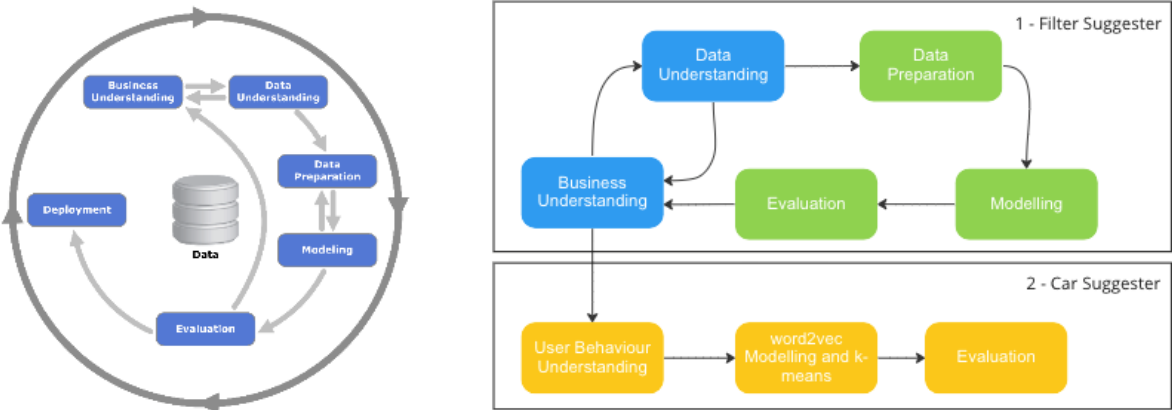 Business
Understanding
Data
Understanding
Data
Preparation
Deployment
Data
Modeling
Evaluation
1 - Filter Suggester
Data
Understanding
Data
Preparation
Business
Understanding
Evaluation
Modelling
2 - Car Suggester
User Behaviour
Understanding
word2vec
Modelling and k-
means
Evaluation